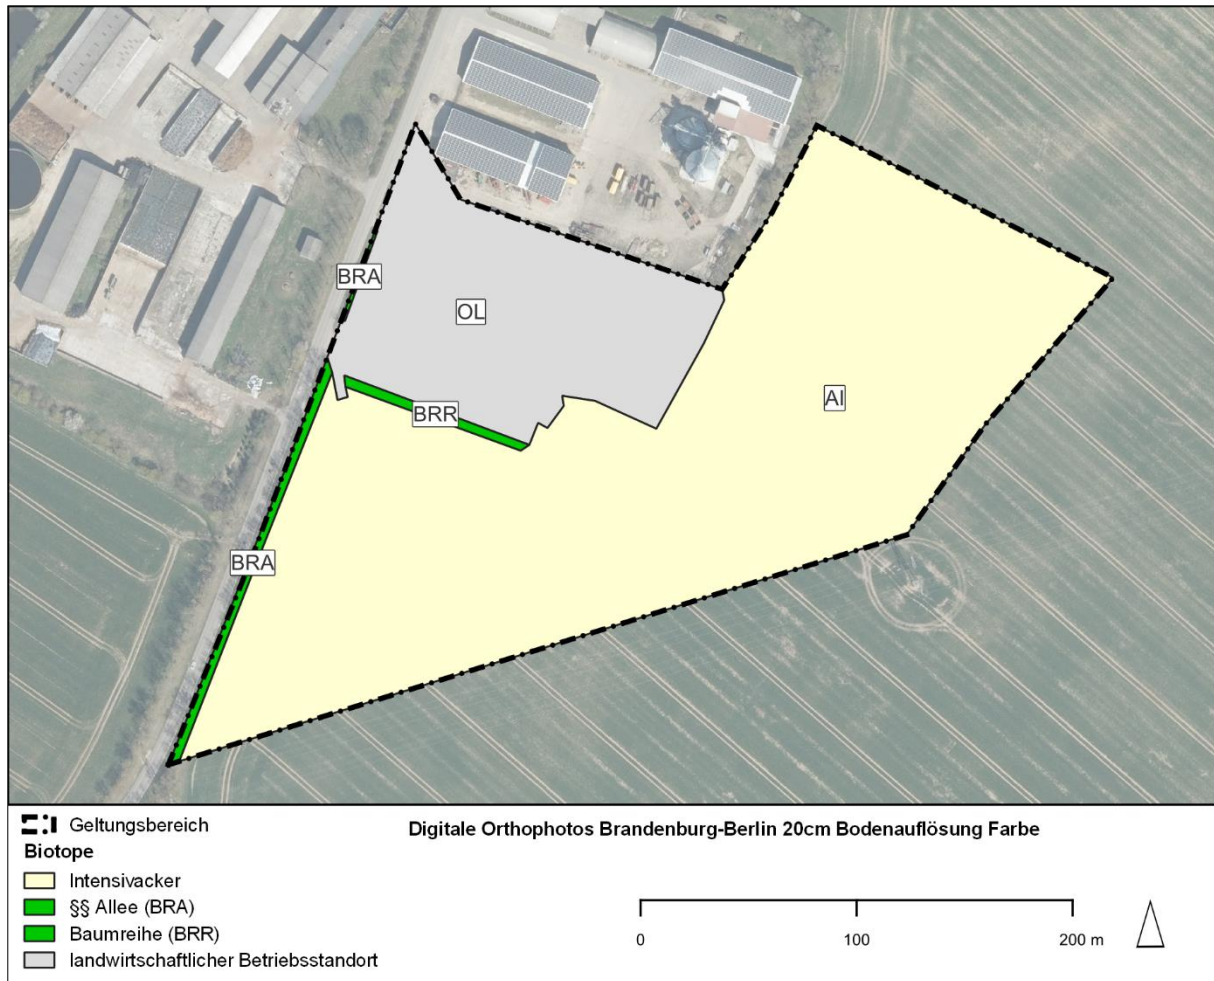 BRA
OL
AI
BRR
BRA
Geltungsbereich
Digitale Orthophotos Brandenburg-Berlin 20cm Bodenauflösung Farbe
Biotope
Intensivacker
§§ Allee (BRA)
Baumreihe (BRR)
landwirtschaftlicher Betriebsstandort
0 100 200 m